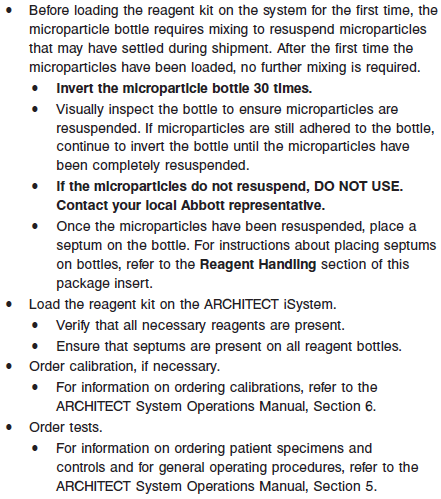 • Before loading the reagent kit on the system for the first time, the
microparticle bottle requires mixing to resuspend microparticles
that may have settled during shipment. After the first time the
microparticles have been loaded, no further mixing is required.
• Invert the microparticle bottle 30 times.
• Visually inspect the bottle to ensure microparticles are
resuspended. If microparticles are still adhered to the bottle,
continue to invert the bottle until the microparticles have
been completely resuspended.
• If the microparticles do not resuspend, DO NOT USE.
Contact your local Abbott representative.
• Once the microparticles have been resuspended, place a
septum on the bottle. For instructions about placing septums
on bottles, refer to the Reagent Handling section of this
package insert.
• Load the reagent kit on the ARCHITECT iSystem.
• Verify that all necessary reagents are present.
• Ensure that septums are present on all reagent bottles.
• Order calibration, if necessary.
• For information on ordering calibrations, refer to the
ARCHITECT System Operations Manual, Section 6.
• Order tests.
• For information on ordering patient specimens and
controls and for general operating procedures, refer to the
ARCHITECT System Operations Manual, Section 5.